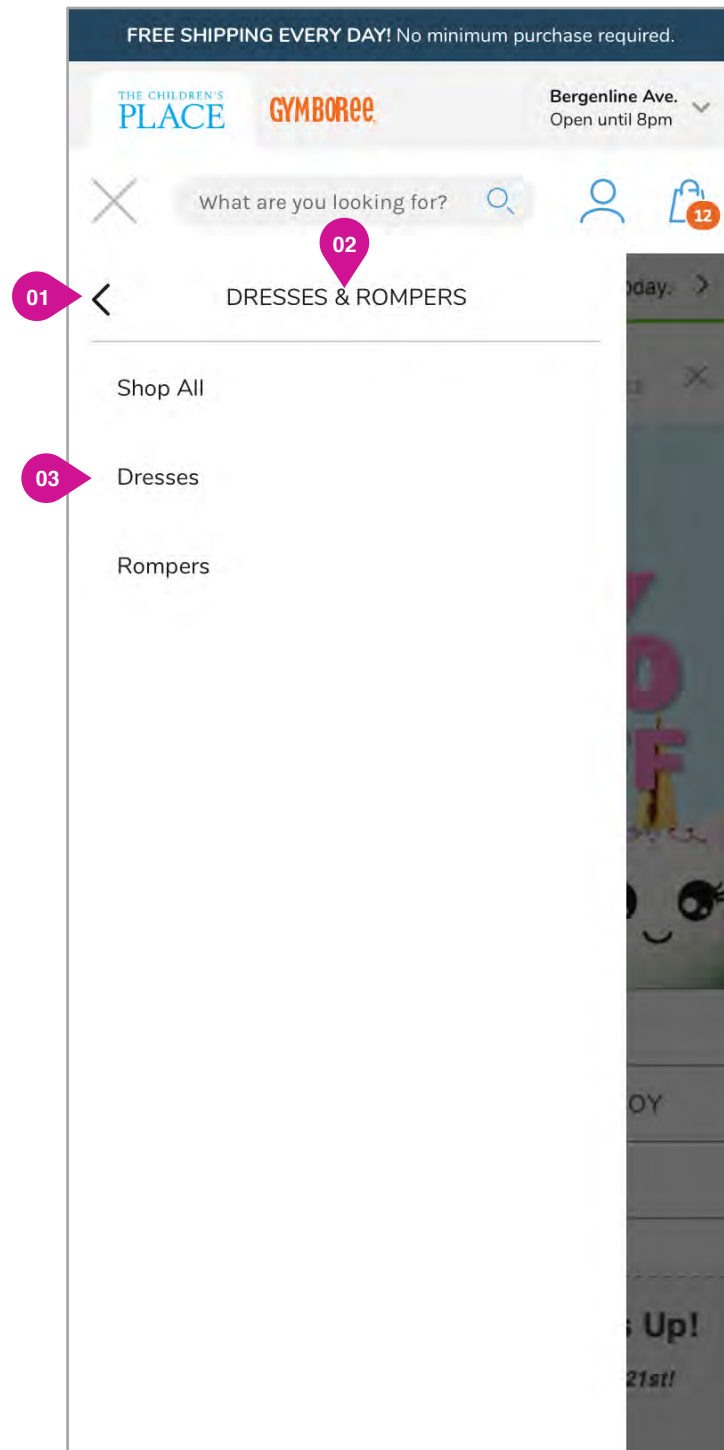 FREE SHIPPING EVERY DAY! No minimum purchase required.
THE CHILDREN'S
PLACE
GYMBOREE
Bergenline Ave.
Open until 8pm
What are you looking for?
12
02
01
DRESSES & ROMPERS
oday.
Shop All
03
Dresses
Rompers
Y
O
F
OY
s Up!
21st!